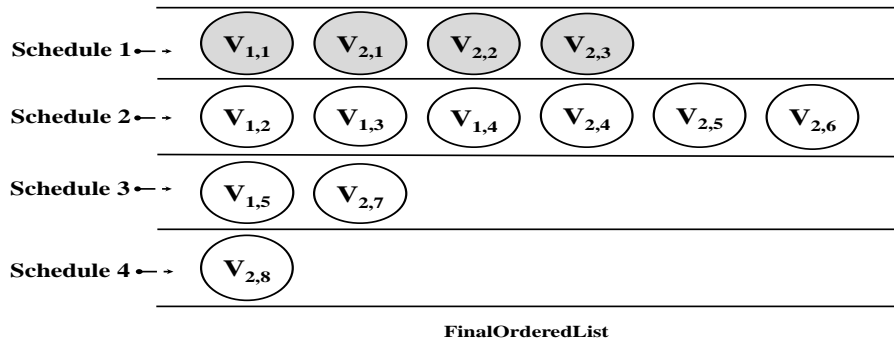 Schedule 1 V1,1 V2,1 V2,2 V2,3
Schedule 2 V1,2 V1,3 V1,4 V2,4 V2,5 V2,6
Schedule 3 V1,5 V2,7
Schedule 4 V2,8
FinalOrderedList